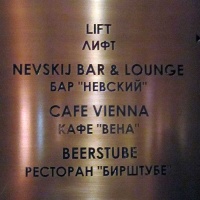 LIFT
ЛИФТ
NEVSKIJ BAR & LOUNGE
БАР "НЕВСКИЙ"
CAFE VIENNA
КАФЕ "ВЕНА"
BEERSTUBE
РЕСТОРАН "БИРШТУБЕ"